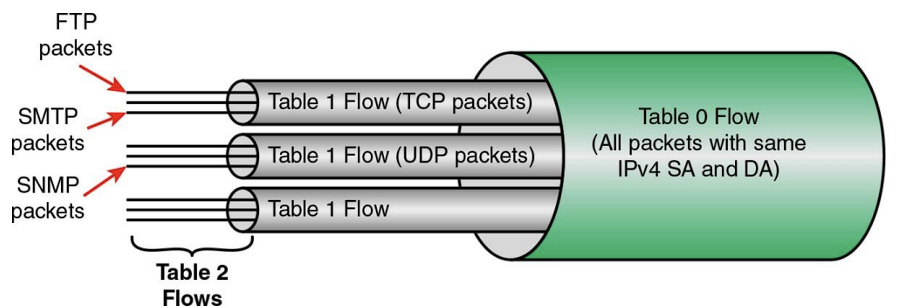 FTP
packets
SMTP
packets
SNMP
packets
Table 1 Flow (TCP packets)
Table 1 Flow (UDP packets)
Table 1 Flow
Table 0 Flow
(All packets with same
IPv4 SA and DA)
Table 2
Flows